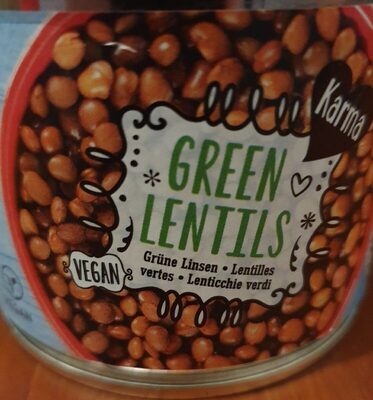 Karma
GREEN
LENTILS
Grüne Linsen • Lentilles
vertes • Lenticchie verdi
VEGAN